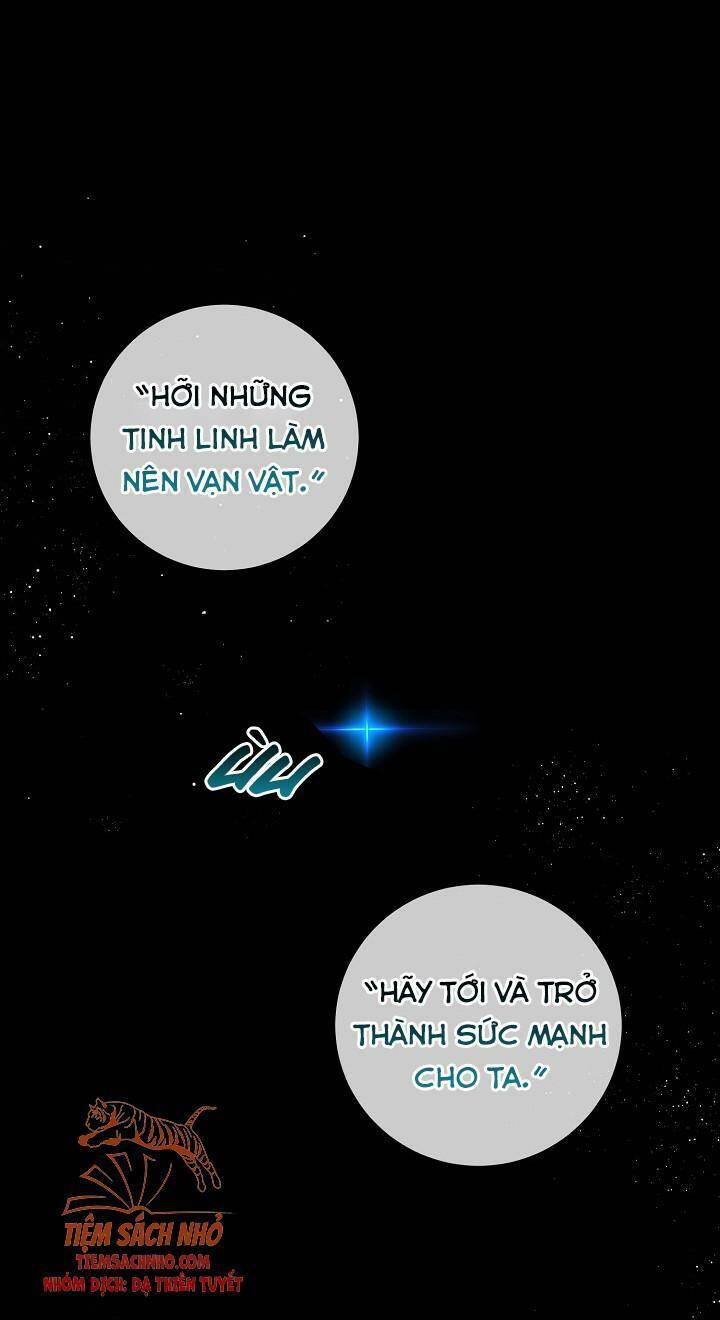 “HỠI NHỮNG
TINH LINH LÀM
NÊN VẠN VẬT.”
ÙU
“HÃY TỚI VÀ TRỞ
THÀNH SỨC MẠNH
CHO TA.”
TIỆM SÁCH NHỎ
TIEMSACHNHO.COM
NHÓM DỊCH: DẠ THIÊN TUYẾT